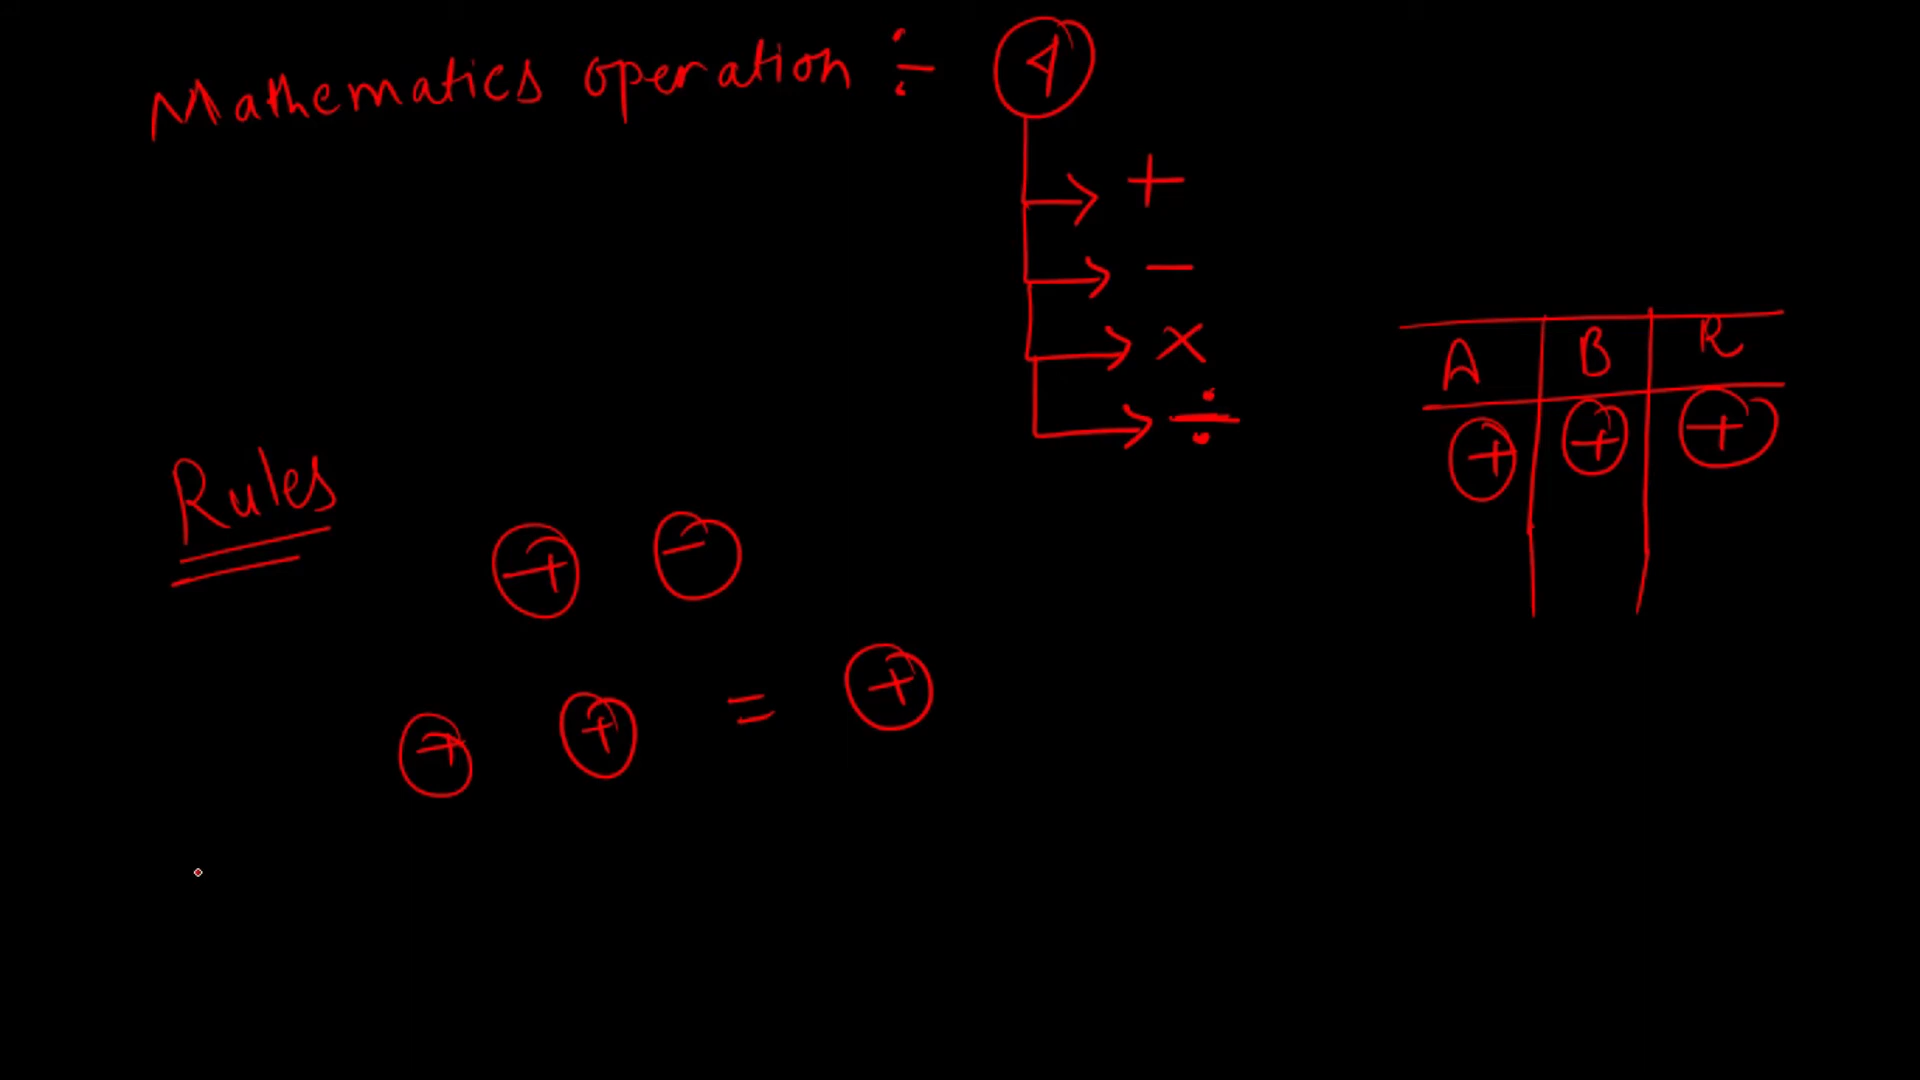 Mathematics operation ÷ 4
+
-
×
÷
A B R
+ + +
Rules
+ -
+ + = +